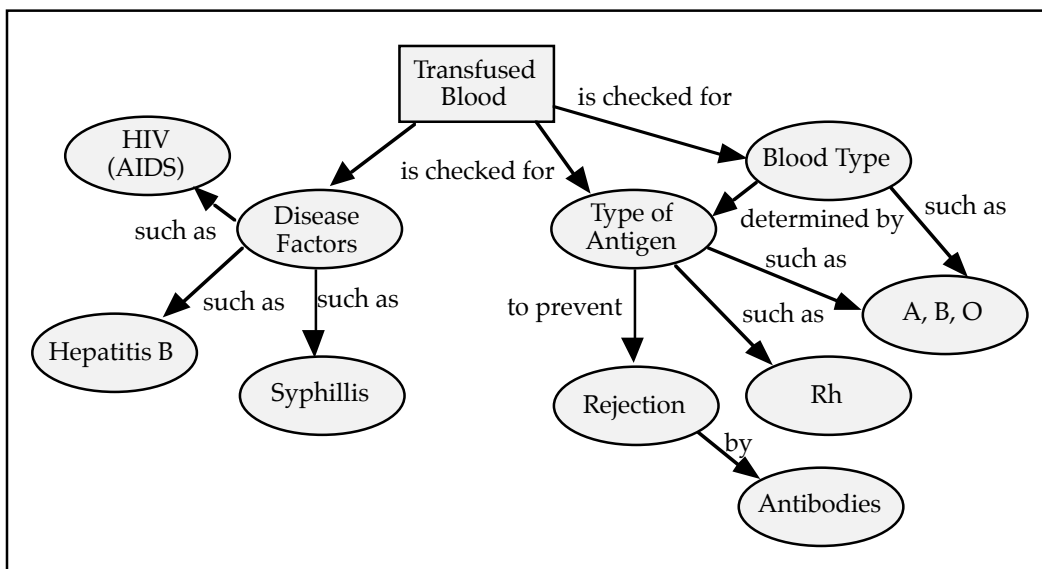 Transfused
Blood
is checked for
HIV
(AIDS)
Blood Type
is checked for
such as
Disease
Factors
Type of
Antigen
determined by
such as
such as
such as
such as
to prevent
such as
A, B, O
Hepatitis B
Syphillis
Rejection
Rh
by
Antibodies